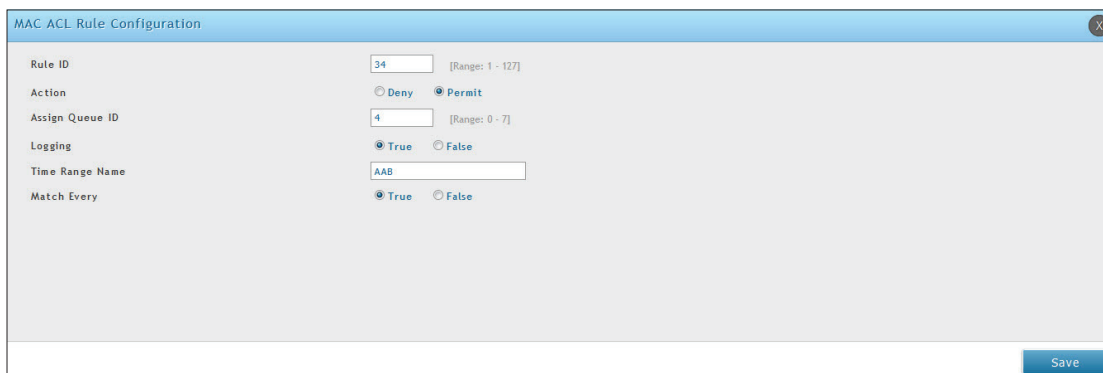 MAC ACL Rule Configuration
X
Rule ID 34 [Range: 1 - 127]
Action Deny Permit
Assign Queue ID 4 [Range: 0 - 7]
Logging True False
Time Range Name AAB
Match Every True False
Save